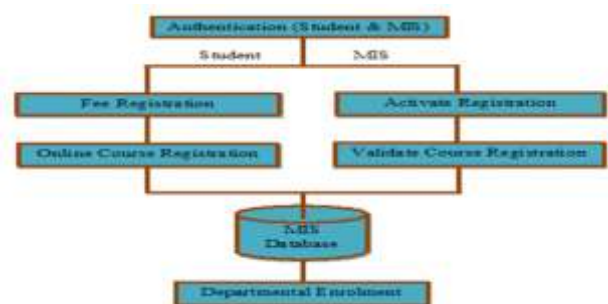 Authentication (Student & MIS)
Student MIS
Fee Registration
Activate Registration
Online Course Registration
Validate Course Registration
MIS
Database
Departmental Enrolment